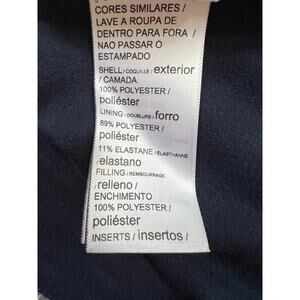 CORES SIMILARES /
LAVE A ROUPA DE
DENTRO PARA FORA /
NÃO PASSAR O
ESTAMPADO
SHELL / COQUILLE / exterior
/ CAMADA
100% POLYESTER /
poliéster
LINING / DOUBLURE / forro
89% POLYESTER /
poliéster
11% ELASTANE / ÉLASTHANNE
/ elastano
FILLING / REMBOURRAGE
/ relleno /
ENCHIMENTO
100% POLYESTER /
poliéster
INSERTS / insertos /